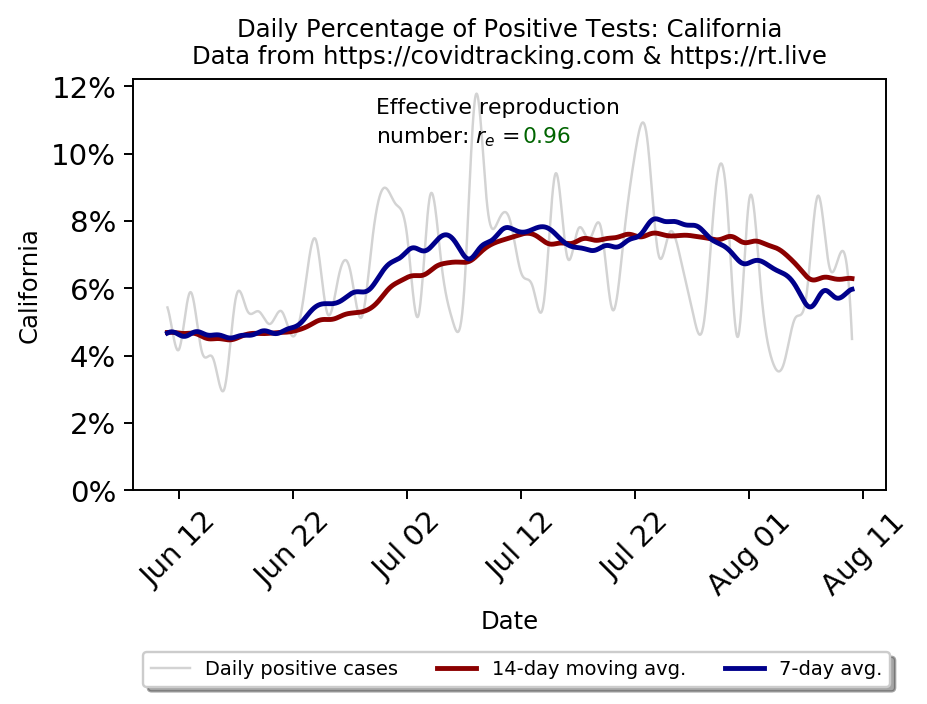 Daily Percentage of Positive Tests: California
Data from https://covidtracking.com & https://rt.live
12%
Effective reproduction
number: rₑ = 0.96
10%
8%
6%
4%
2%
0%
California
Jun 12
Jun 22
Jul 02
Jul 12
Jul 22
Aug 01
Aug 11
Date
Daily positive cases
14-day moving avg.
7-day avg.